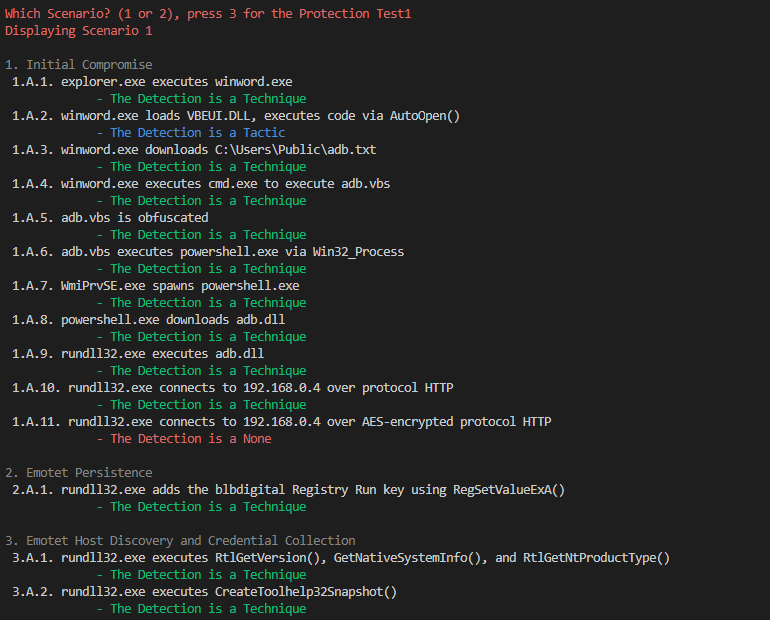 Which Scenario? (1 or 2), press 3 for the Protection Test1
Displaying Scenario 1
1. Initial Compromise
1.A.1. explorer.exe executes winword.exe
- The Detection is a Technique
1.A.2. winword.exe loads VBEUI.DLL, executes code via AutoOpen()
- The Detection is a Tactic
1.A.3. winword.exe downloads C:\Users\Public\adb.txt
- The Detection is a Technique
1.A.4. winword.exe executes cmd.exe to execute adb.vbs
- The Detection is a Technique
1.A.5. adb.vbs is obfuscated
- The Detection is a Technique
1.A.6. adb.vbs executes powershell.exe via Win32_Process
- The Detection is a Technique
1.A.7. WmiPrvSE.exe spawns powershell.exe
- The Detection is a Technique
1.A.8. powershell.exe downloads adb.dll
- The Detection is a Technique
1.A.9. rundll32.exe executes adb.dll
- The Detection is a Technique
1.A.10. rundll32.exe connects to 192.168.0.4 over protocol HTTP
- The Detection is a Technique
1.A.11. rundll32.exe connects to 192.168.0.4 over AES-encrypted protocol HTTP
- The Detection is a None
2. Emotet Persistence
2.A.1. rundll32.exe adds the blbdigital Registry Run key using RegSetValueExA()
- The Detection is a Technique
3. Emotet Host Discovery and Credential Collection
3.A.1. rundll32.exe executes RtlGetVersion(), GetNativeSystemInfo(), and RtlGetNtProductType()
- The Detection is a Technique
3.A.2. rundll32.exe executes CreateToolhelp32Snapshot()
- The Detection is a Technique